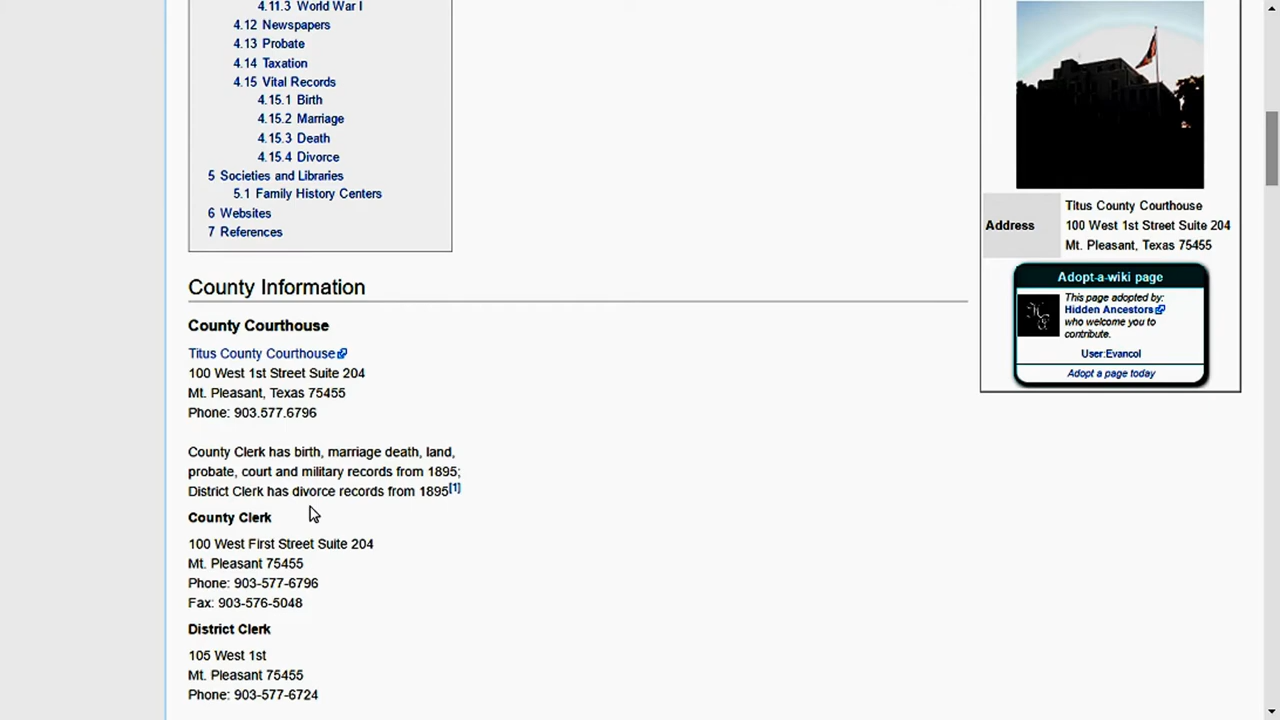 4.11.3 World War I
4.12 Newspapers
4.13 Probate
4.14 Taxation
4.15 Vital Records
4.15.1 Birth
4.15.2 Marriage
4.15.3 Death
4.15.4 Divorce
5 Societies and Libraries
5.1 Family History Centers
6 Websites
7 References
County Information
County Courthouse
Titus County Courthouse
100 West 1st Street Suite 204
Mt. Pleasant, Texas 75455
Phone: 903.577.6796
County Clerk has birth, marriage death, land,
probate, court and military records from 1895;
District Clerk has divorce records from 1895[1]
County Clerk
100 West First Street Suite 204
Mt. Pleasant 75455
Phone: 903-577-6796
Fax: 903-576-5048
District Clerk
105 West 1st
Mt. Pleasant 75455
Phone: 903-577-6724
Address
Titus County Courthouse
100 West 1st Street Suite 204
Mt. Pleasant, Texas 75455
Adopt-a-wiki page
This page adopted by:
Hidden Ancestors
who welcome you to
contribute.
User:Evancol
Adopt a page today